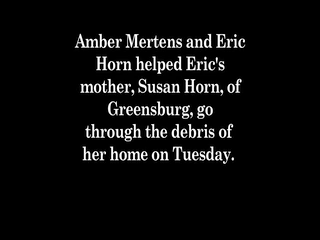 Amber Mertens and Eric
Horn helped Eric's
mother, Susan Horn, of
Greensburg, go
through the debris of
her home on Tuesday.